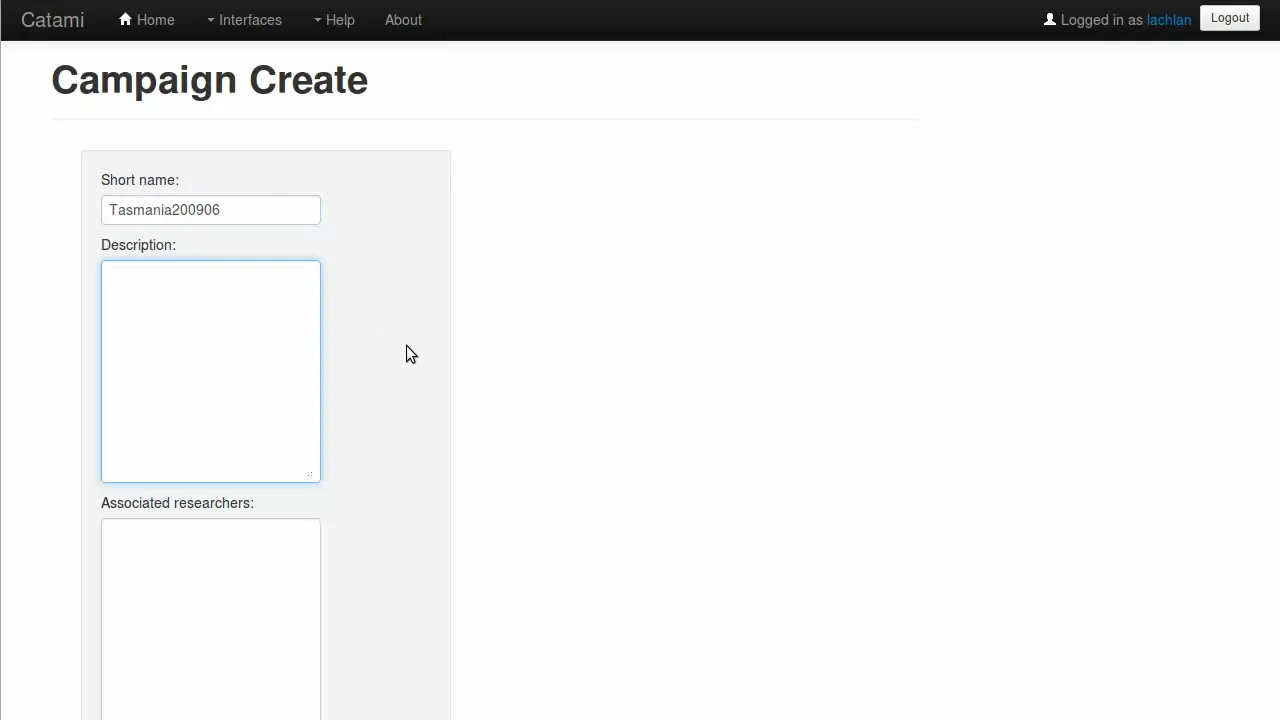 Catami Home Interfaces Help About Logged in as lachlan Logout
Campaign Create
Short name:
Tasmania200906
Description:
Associated researchers: